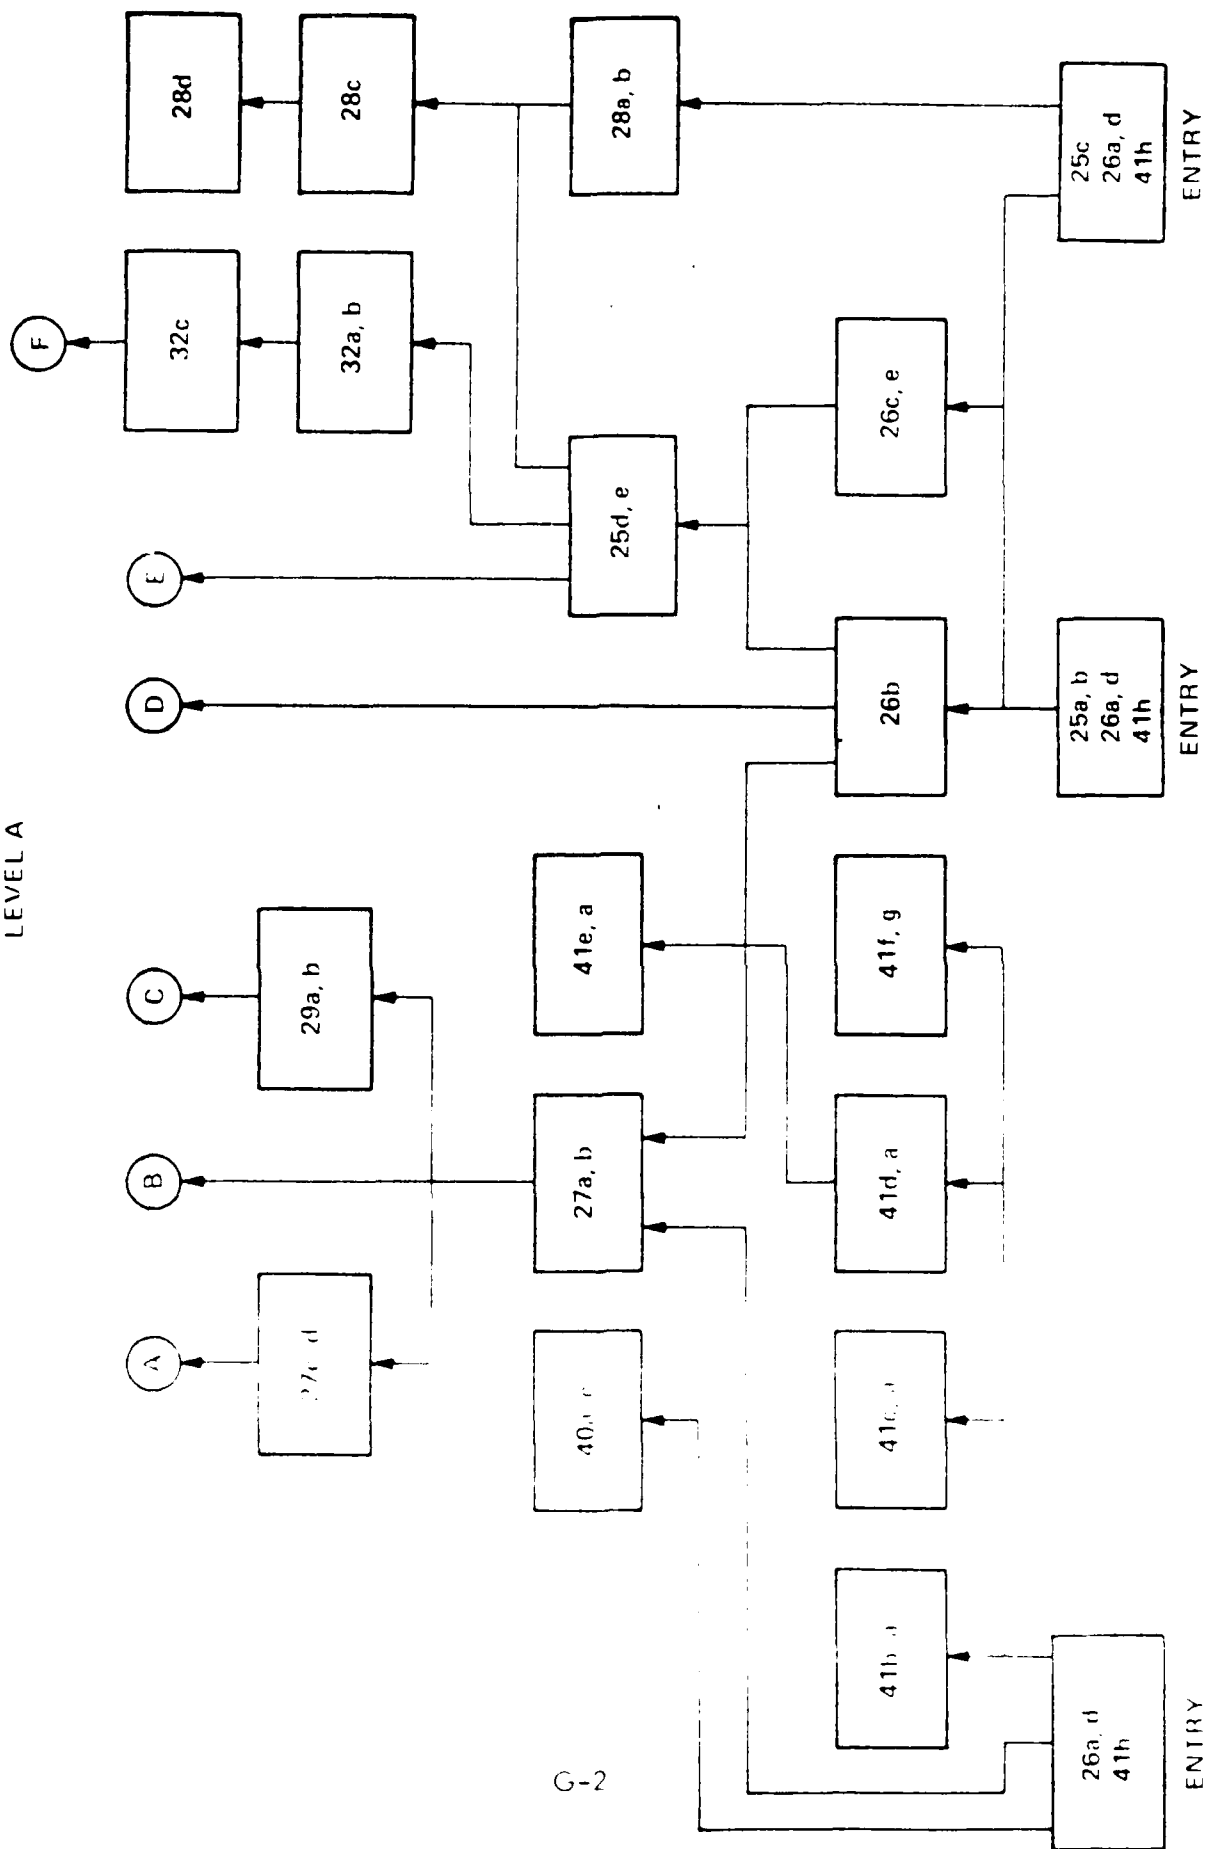 LEVEL A
F
A
B
C
D
E
32c
28d
29a, b
32a, b
28c
27a, b
41e, a
25d, e
28a, b
41d, a
41f, g
26b
26c, e
26a, d
41h
25a, b
26a, d
41h
25c
26a, d
41h
ENTRY
ENTRY
ENTRY
G-2